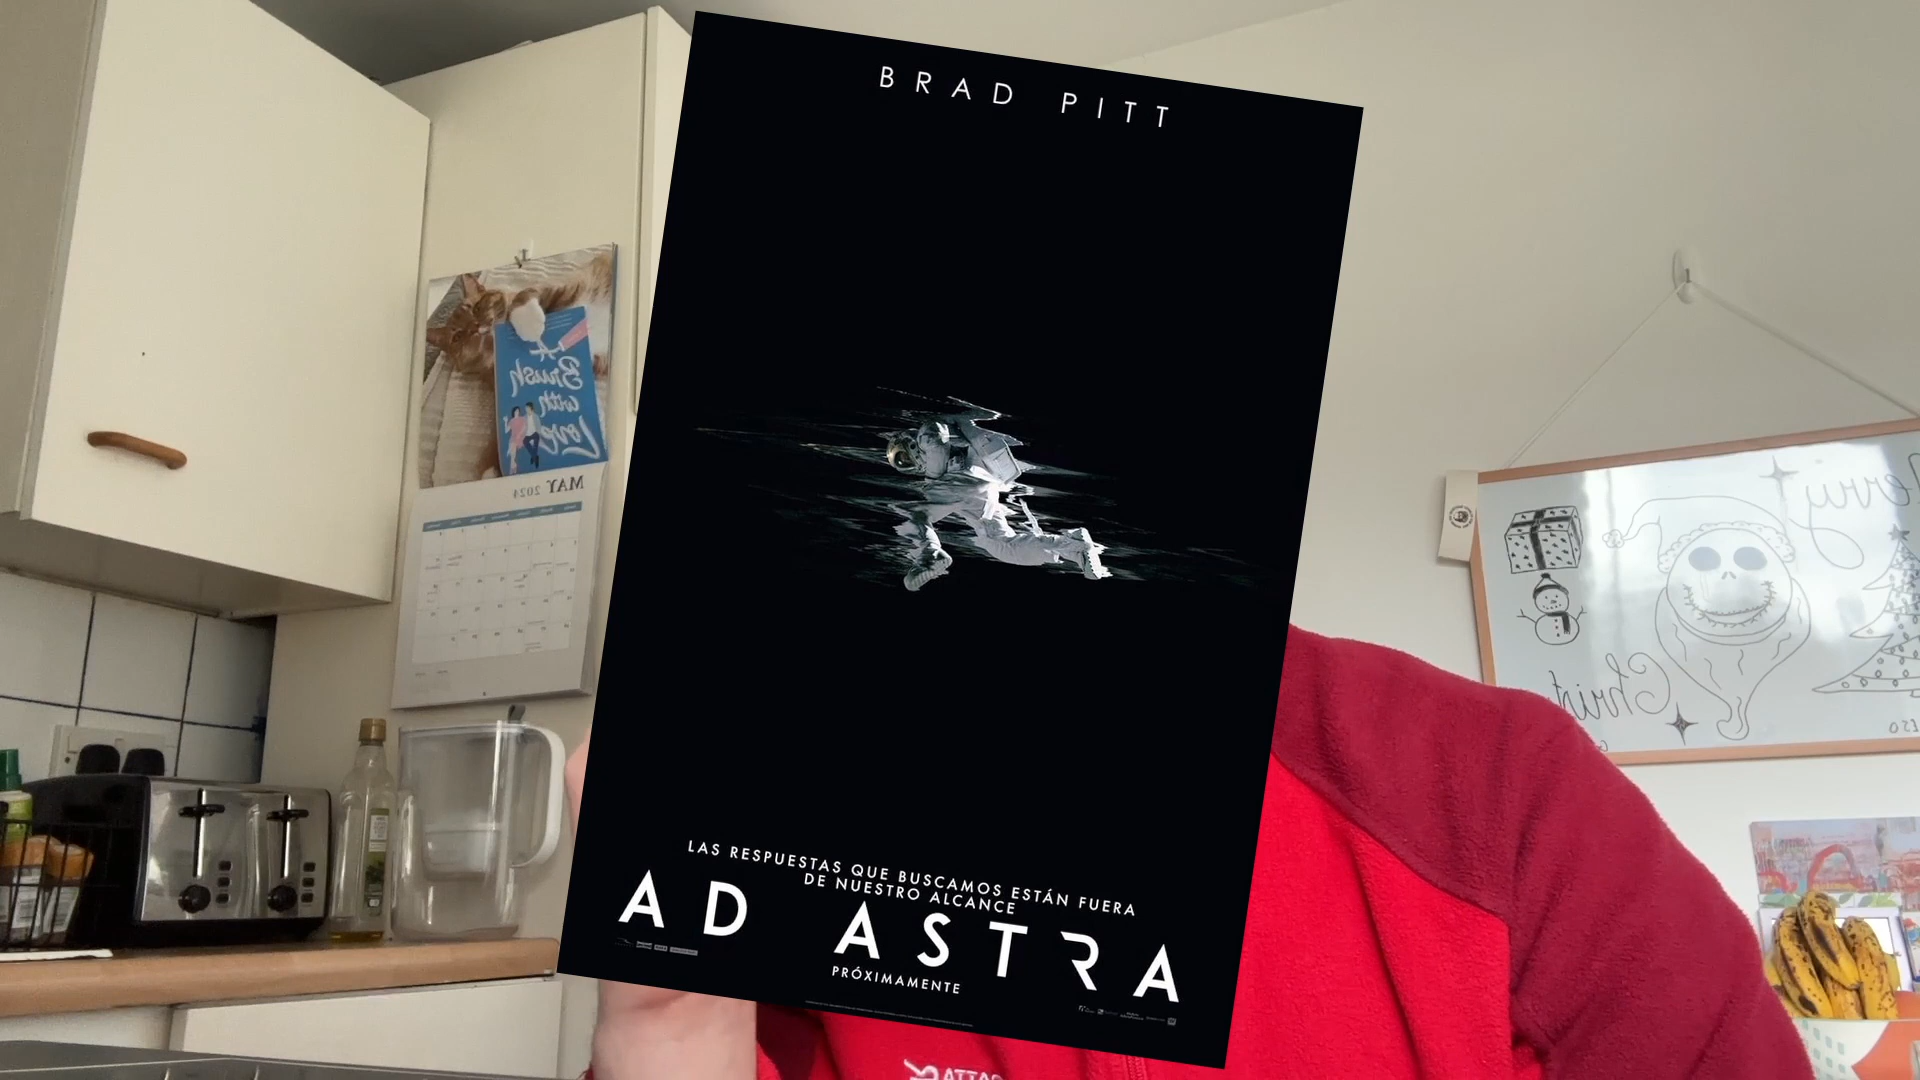 BRAD PITT
LAS RESPUESTAS QUE BUSCAMOS ESTÁN FUERA
DE NUESTRO ALCANCE
AD ASTRA
PRÓXIMAMENTE
A
Brush
with
Love
MAY 2024
Merry
Christ